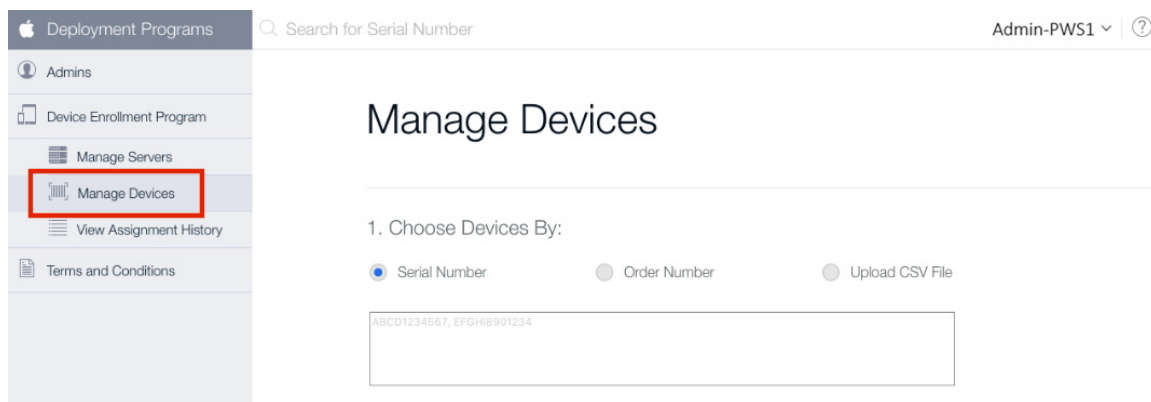 Deployment Programs
Search for Serial Number
Admin-PWS1
?
Admins
Device Enrollment Program
Manage Servers
Manage Devices
View Assignment History
Terms and Conditions
Manage Devices
1. Choose Devices By:
Serial Number
Order Number
Upload CSV File
ABCD1234567, EFGHI8901234